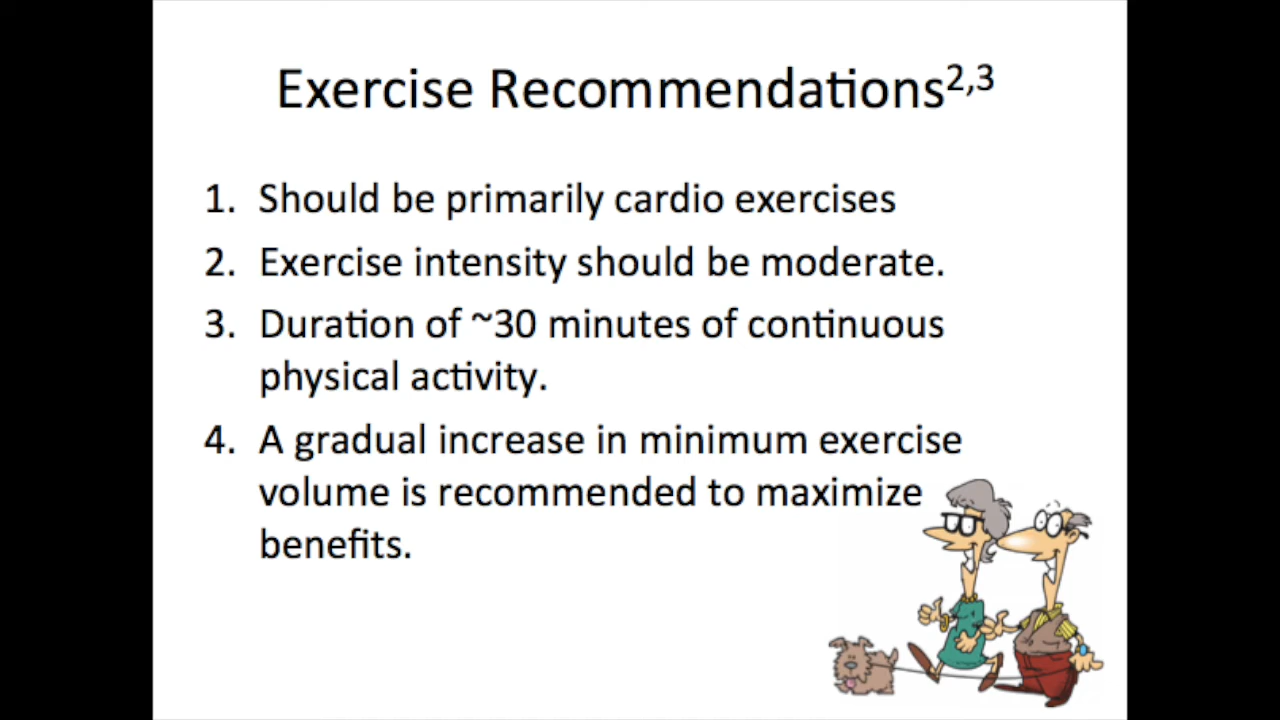 Exercise Recommendations2,3
1. Should be primarily cardio exercises
2. Exercise intensity should be moderate.
3. Duration of ~30 minutes of continuous
physical activity.
4. A gradual increase in minimum exercise
volume is recommended to maximize
benefits.